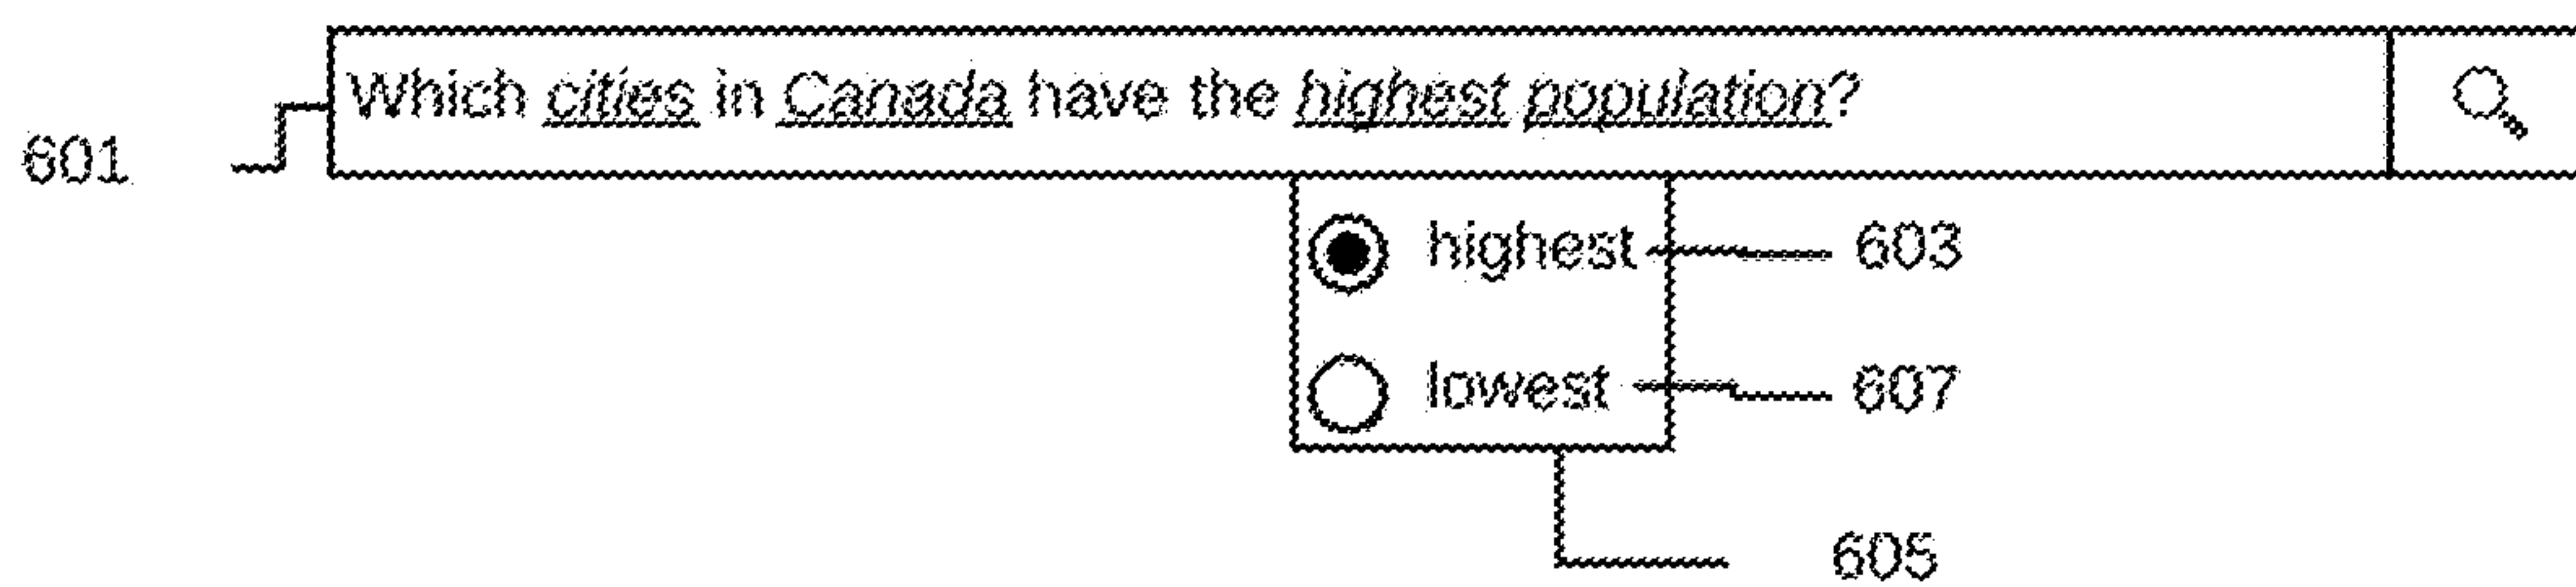 Which cities in Canada have the highest population?
601
highest 603
lowest 607
605